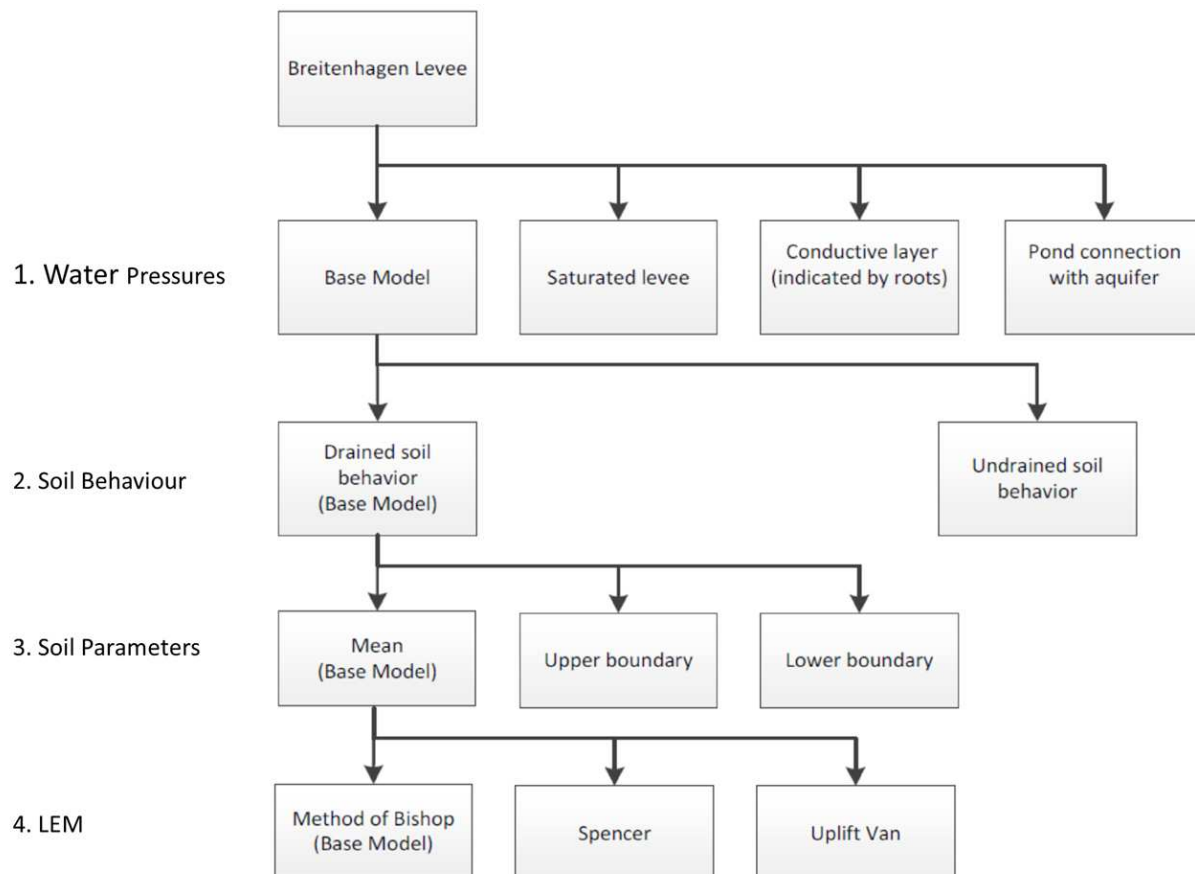 Breitenhagen Levee
1. Water Pressures
Base Model
Saturated levee
Conductive layer
(indicated by roots)
Pond connection
with aquifer
2. Soil Behaviour
Drained soil
behavior
(Base Model)
Undrained soil
behavior
3. Soil Parameters
Mean
(Base Model)
Upper boundary
Lower boundary
4. LEM
Method of Bishop
(Base Model)
Spencer
Uplift Van